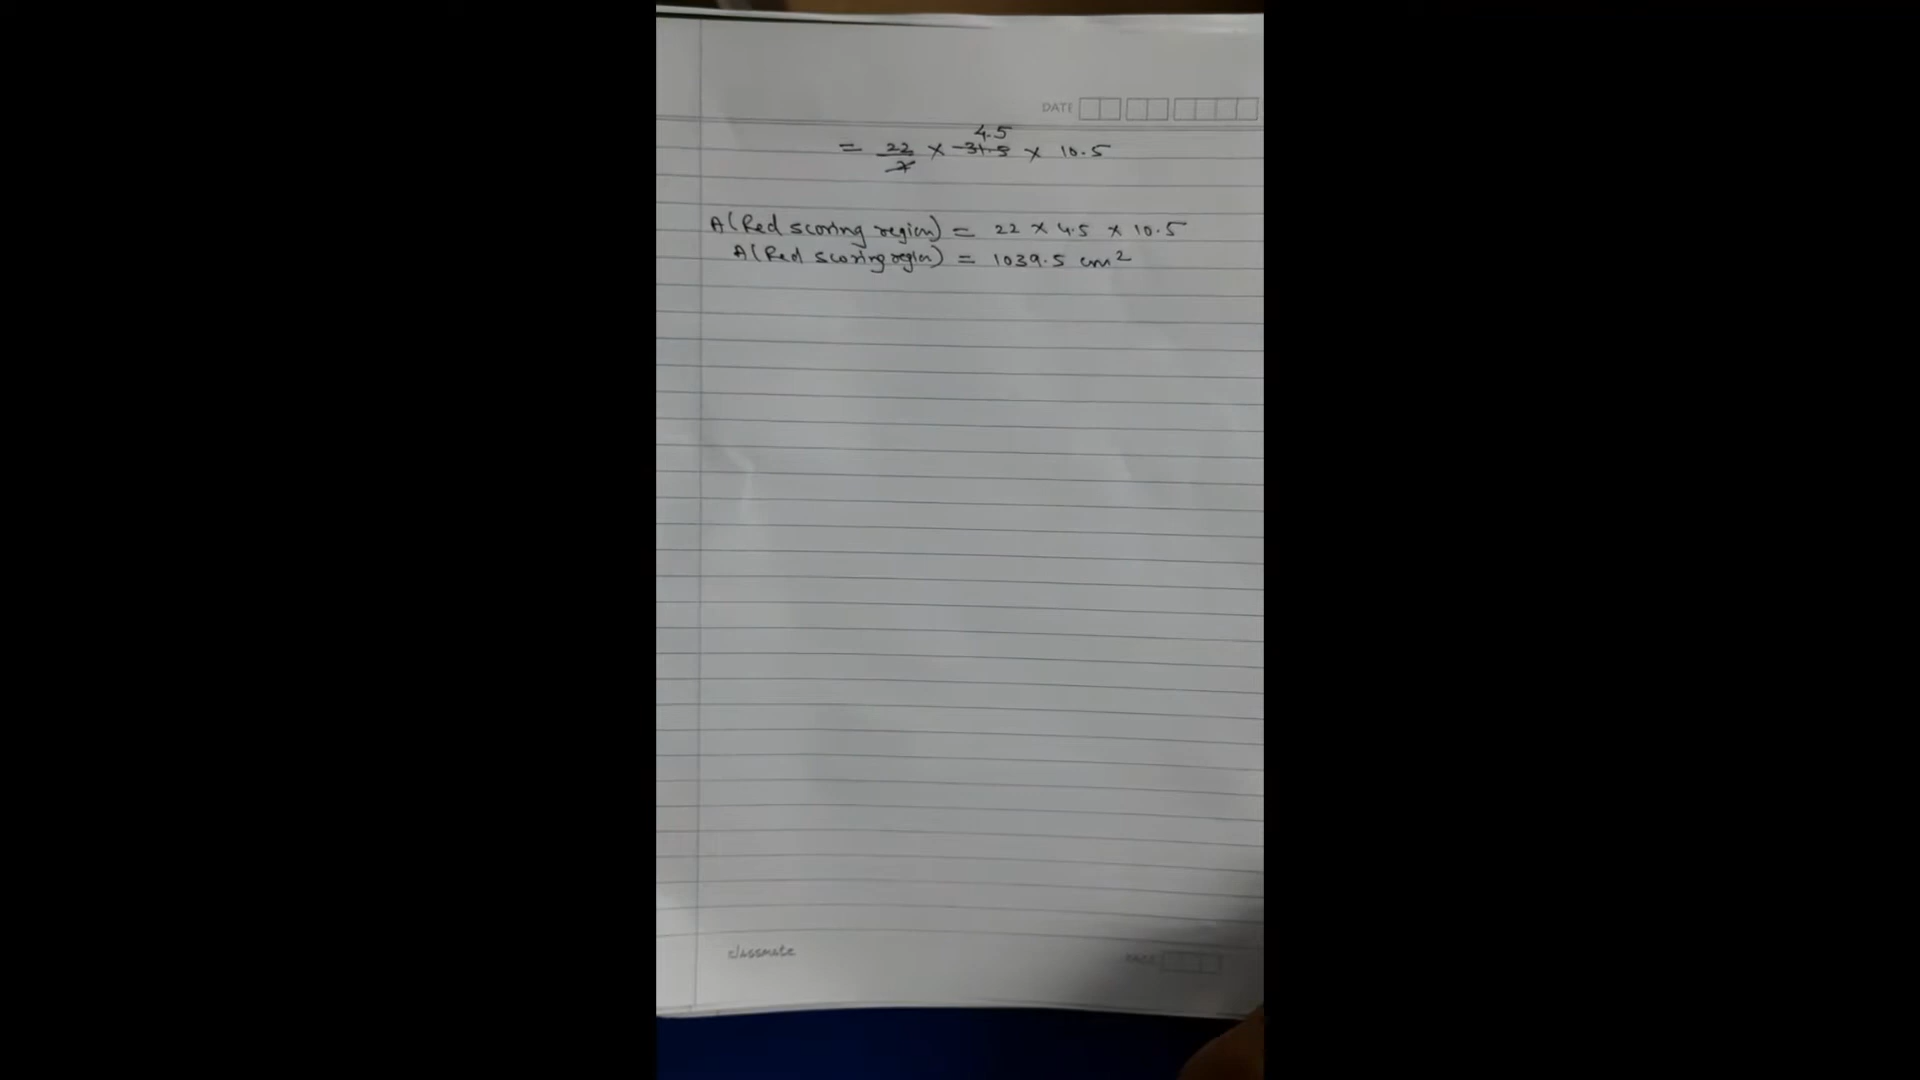 DATE
4.5
= 22/7 × 31.5 × 10.5
A(Red scoring region) = 22 × 4.5 × 10.5
A(Red scoring region) = 1039.5 cm²
classmate
PAGE